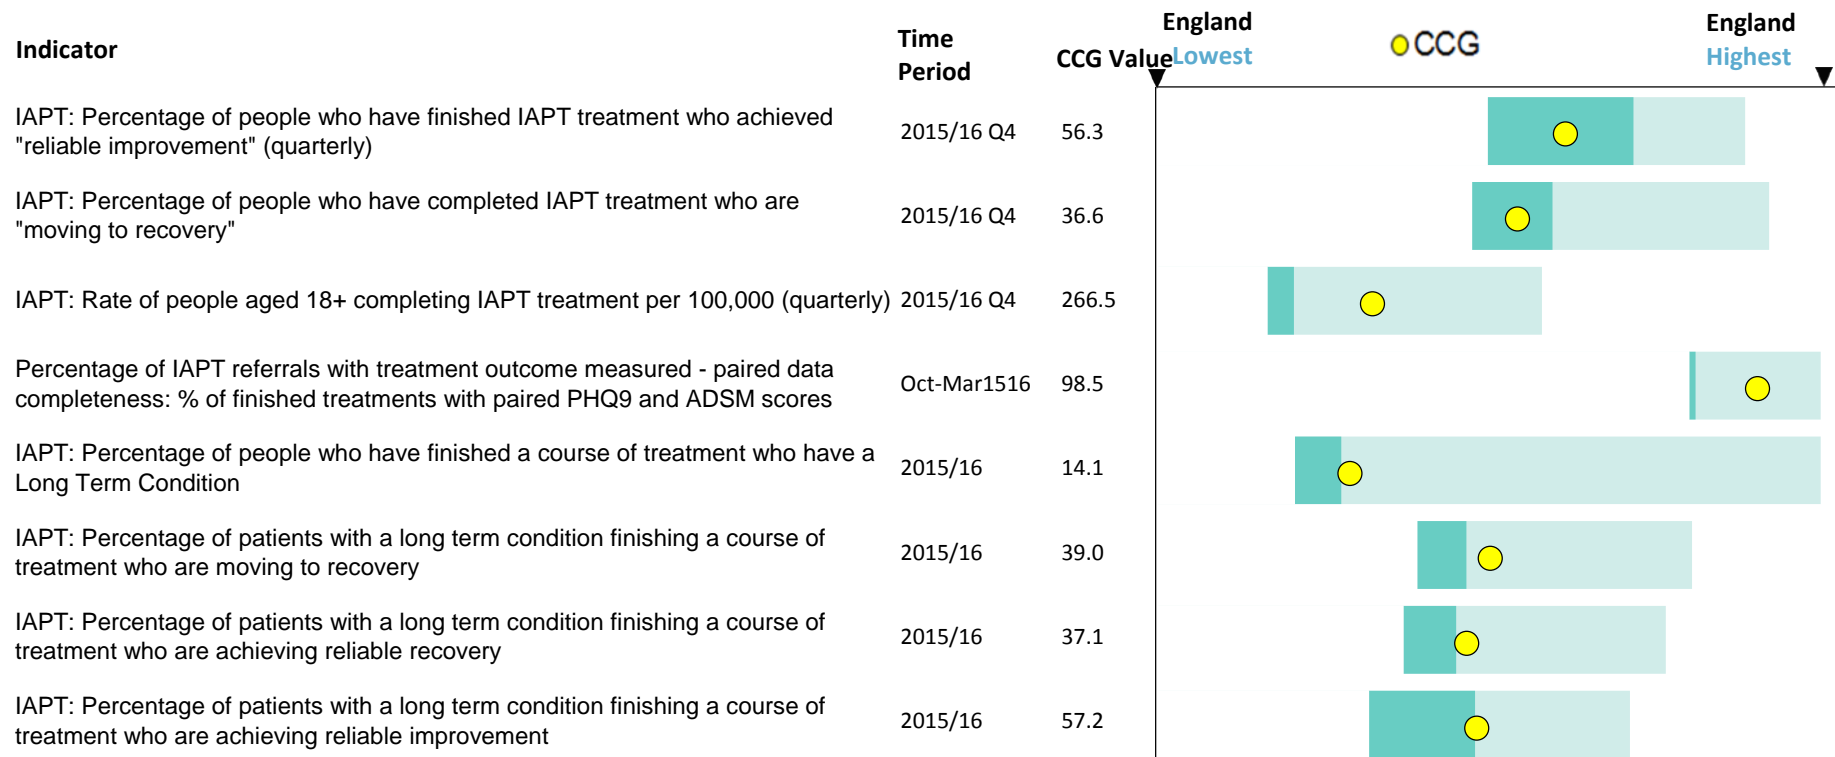 Indicator
Time Period
CCG Value
England Lowest
CCG
England Highest
IAPT: Percentage of people who have finished IAPT treatment who achieved
"reliable improvement" (quarterly)
2015/16 Q4
56.3
IAPT: Percentage of people who have completed IAPT treatment who are
"moving to recovery"
2015/16 Q4
36.6
IAPT: Rate of people aged 18+ completing IAPT treatment per 100,000 (quarterly)
2015/16 Q4
266.5
Percentage of IAPT referrals with treatment outcome measured - paired data
completeness: % of finished treatments with paired PHQ9 and ADSM scores
Oct-Mar1516
98.5
IAPT: Percentage of people who have finished a course of treatment who have a
Long Term Condition
2015/16
14.1
IAPT: Percentage of patients with a long term condition finishing a course of
treatment who are moving to recovery
2015/16
39.0
IAPT: Percentage of patients with a long term condition finishing a course of
treatment who are achieving reliable recovery
2015/16
37.1
IAPT: Percentage of patients with a long term condition finishing a course of
treatment who are achieving reliable improvement
2015/16
57.2